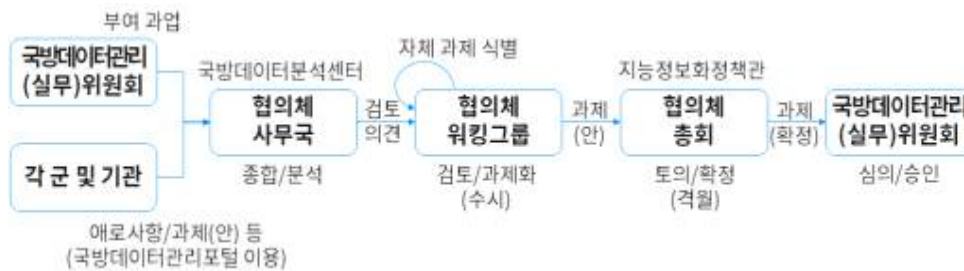 부여 과업
국방데이터관리
(실무)위원회
각 군 및 기관
애로사항/과제(안) 등
(국방데이터관리포털 이용)
국방데이터분석센터
협의체
사무국
종합/분석
검토
의견
자체 과제 식별
협의체
워킹그룹
검토/과제화
(수시)
과제
(안)
지능정보화정책관
협의체
총회
토의/확정
(격월)
과제
(확정)
국방데이터관리
(실무)위원회
심의/승인